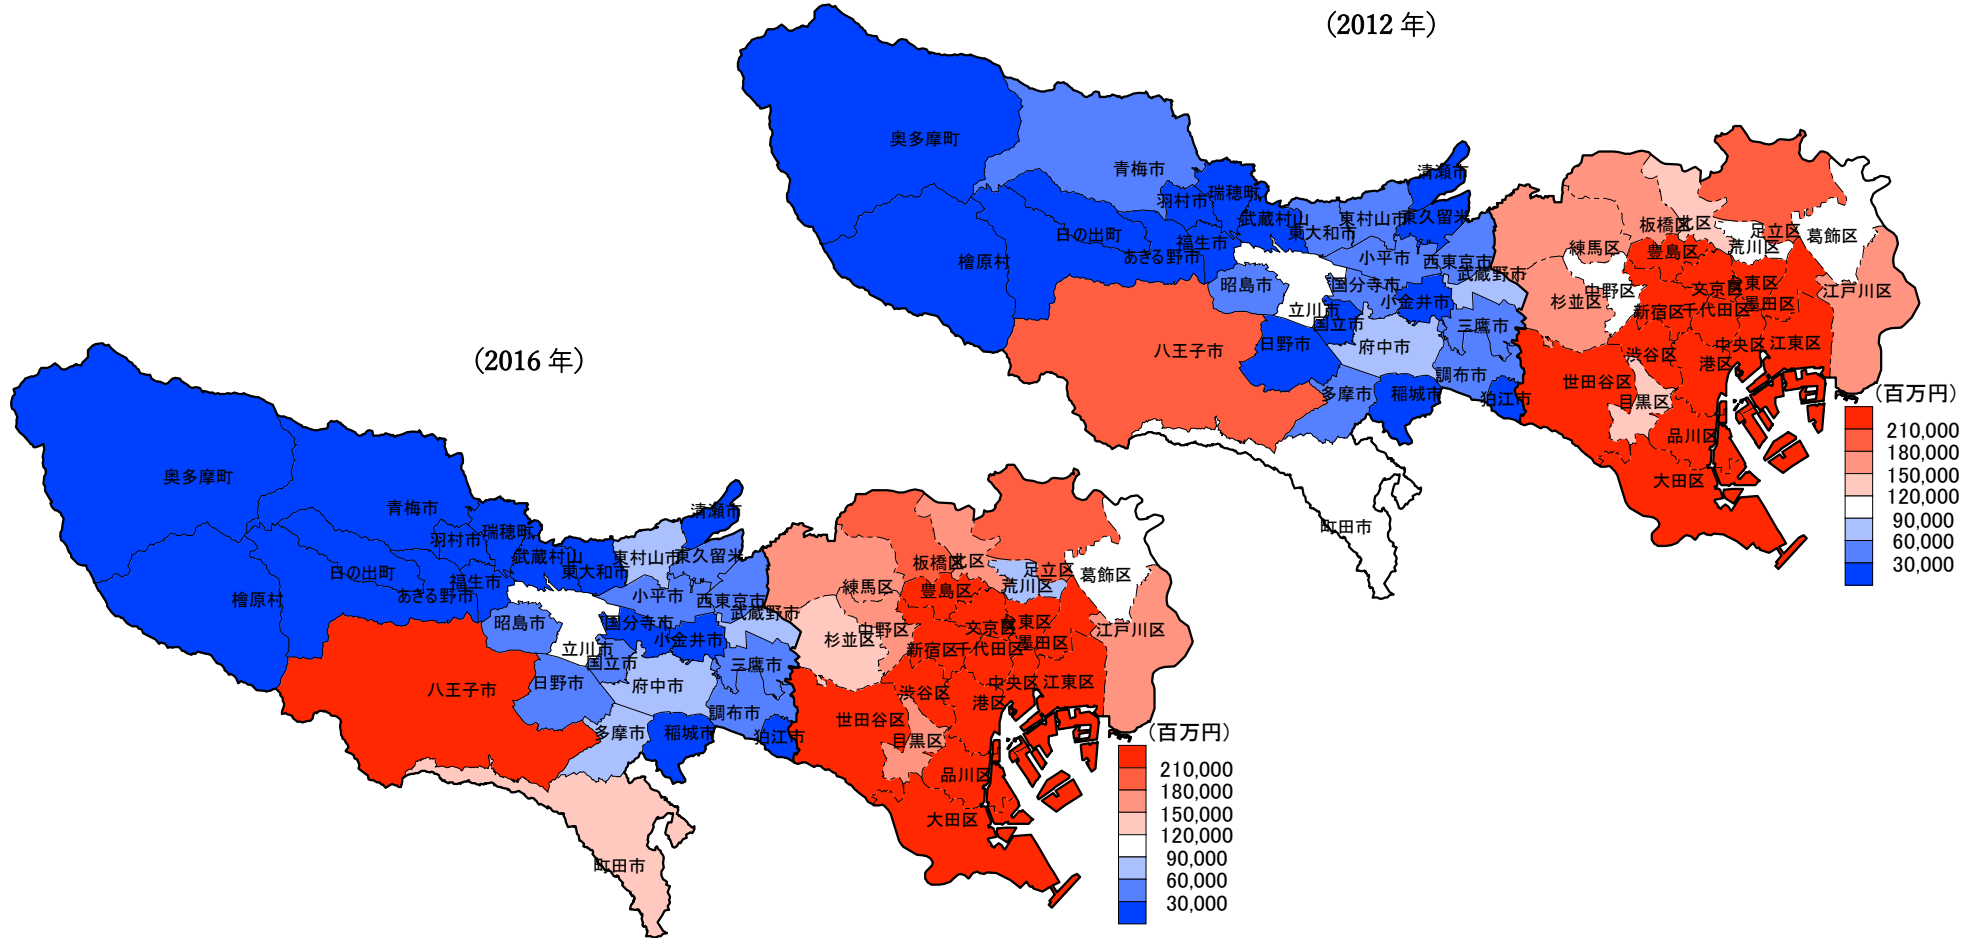 (2012 年)
奥多摩町
青梅市
清瀬市
羽村市
瑞穂町
武蔵村山
東村山市
東久留米
東大和市
日の出町
福生市
あきる野市
檜原村
小平市
西東京市
武蔵野市
昭島市
国分寺市
小金井市
立川市
国立市
三鷹市
日野市
府中市
八王子市
調布市
多摩市
稲城市
狛江市
町田市
板橋区
北区
足立区
葛飾区
練馬区
豊島区
荒川区
杉並区
中野区
文京区
台東区
墨田区
江戸川区
新宿区
千代田区
渋谷区
中央区
江東区
港区
世田谷区
目黒区
品川区
大田区
(百万円)
210,000
180,000
150,000
120,000
90,000
60,000
30,000
(2016 年)
奥多摩町
青梅市
清瀬市
羽村市
瑞穂町
武蔵村山
東村山市
東久留米
東大和市
日の出町
福生市
あきる野市
檜原村
小平市
西東京市
武蔵野市
昭島市
国分寺市
小金井市
立川市
国立市
三鷹市
日野市
府中市
八王子市
調布市
多摩市
稲城市
狛江市
町田市
板橋区
北区
足立区
葛飾区
練馬区
豊島区
荒川区
杉並区
中野区
文京区
台東区
墨田区
江戸川区
新宿区
千代田区
渋谷区
中央区
江東区
港区
世田谷区
目黒区
品川区
大田区
(百万円)
210,000
180,000
150,000
120,000
90,000
60,000
30,000